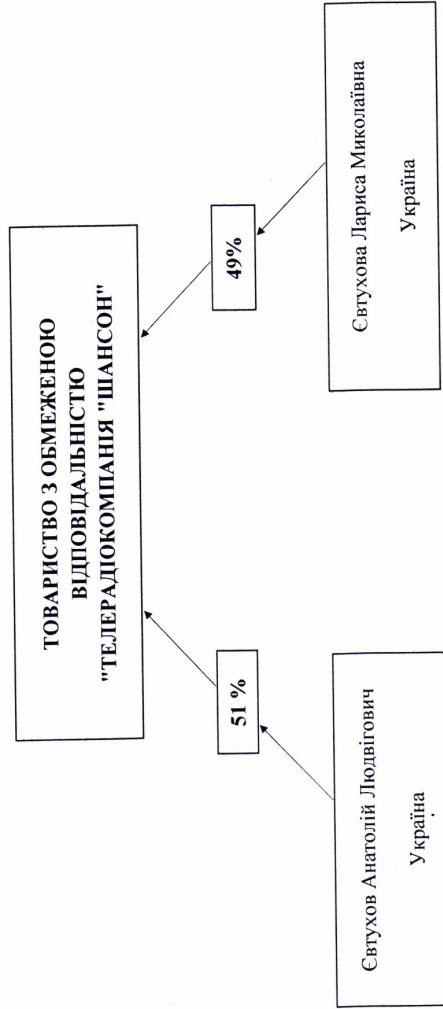 ТОВАРИСТВО З ОБМЕЖЕНОЮ
ВІДПОВІДАЛЬНІСТЮ
"ТЕЛЕРАДІОКОМПАНІЯ "ШАНСОН"
51 %
49%
Євтухов Анатолій Людвігович
Україна
Євтухова Лариса Миколаївна
Україна